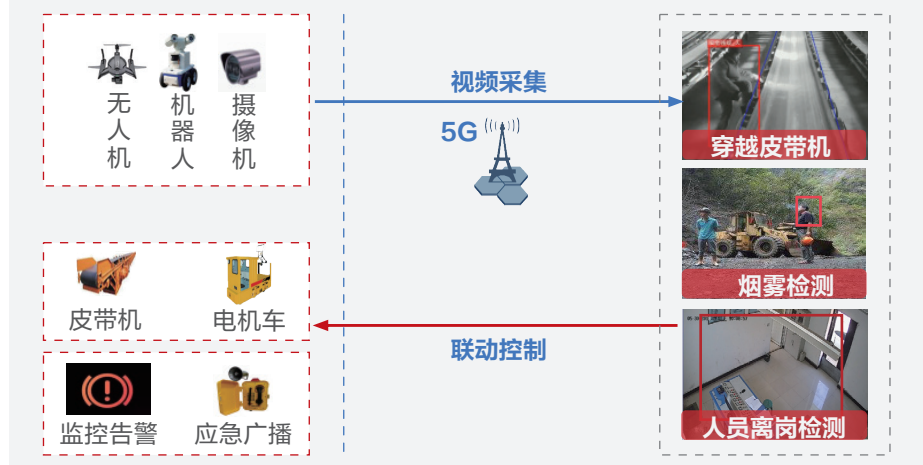 无人机
机器人
摄像机
视频采集
5G
穿越皮带机
烟雾检测
皮带机
电机车
联动控制
监控告警
应急广播
人员离岗检测